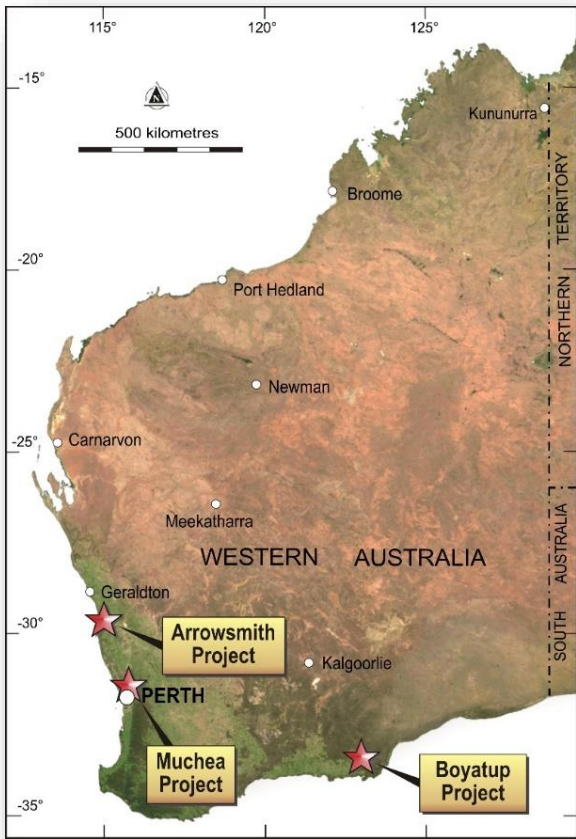 115°
120°
125°
-15°
N
500 kilometres
Kununurra
Broome
NORTHERN TERRITORY
-20°
Port Hedland
Newman
-25°
Carnarvon
Meekatharra
WESTERN AUSTRALIA
SOUTH AUSTRALIA
Geraldton
-30°
Arrowsmith
Project
Kalgoorlie
PERTH
Muchea
Project
Boyatup
Project
-35°